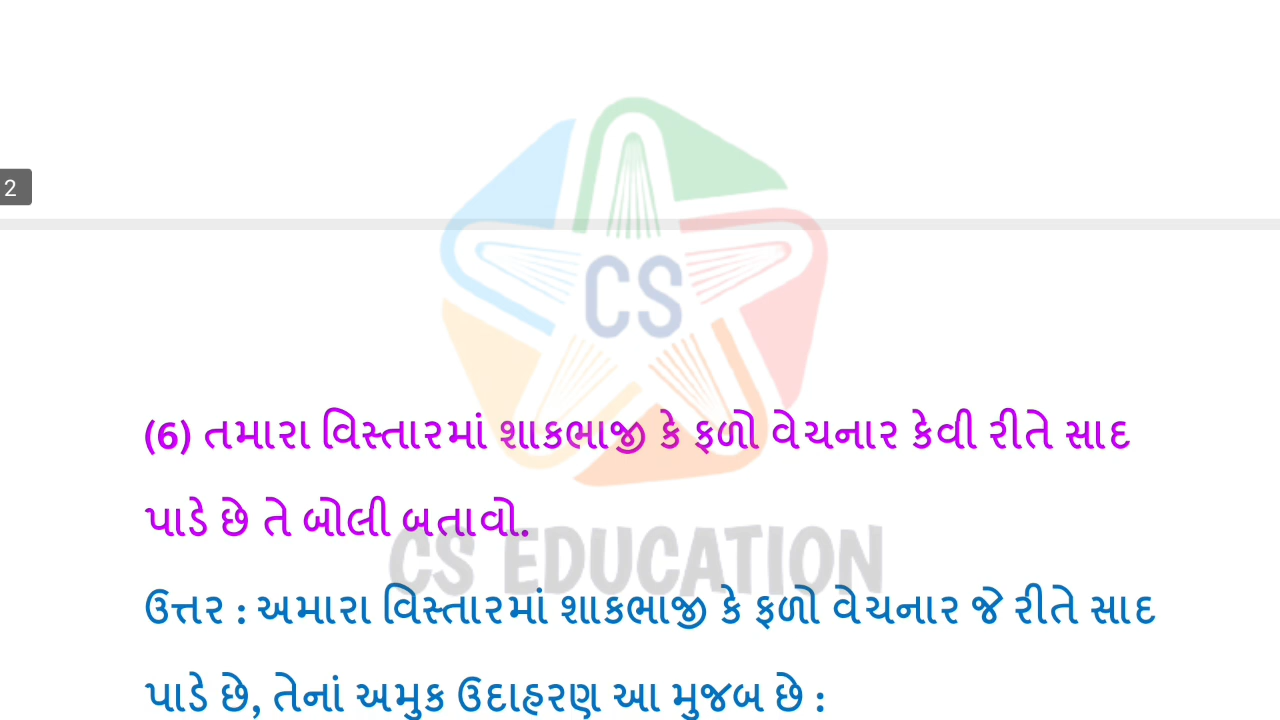 2
CS
(6) તમારા વિસ્તારમાં શાકભાજી કે ફળો વેચનાર કેવી રીતે સાદ
પાડે છે તે બોલી બતાવો.
CS EDUCATION
ઉત્તર : અમારા વિસ્તારમાં શાકભાજી કે ફળો વેચનાર જે રીતે સાદ
પાડે છે, તેનાં અમુક ઉદાહરણ આ મુજબ છે :